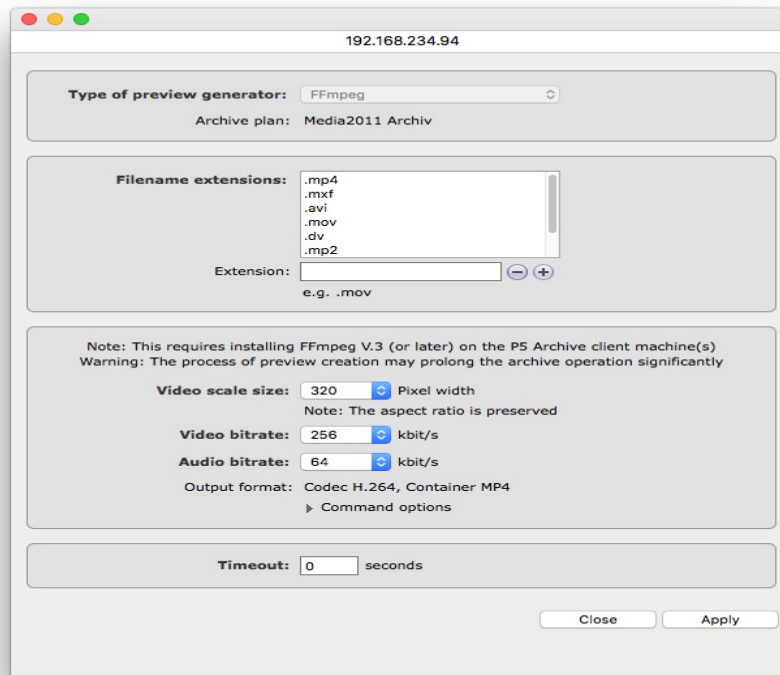 192.168.234.94
Type of preview generator: FFmpeg
Archive plan: Media2011 Archiv
Filename extensions: .mp4
.mxf
.avi
.mov
.dv
.mp2
Extension:
e.g. .mov
Note: This requires installing FFmpeg V.3 (or later) on the P5 Archive client machine(s)
Warning: The process of preview creation may prolong the archive operation significantly
Video scale size: 320 Pixel width
Note: The aspect ratio is preserved
Video bitrate: 256 kbit/s
Audio bitrate: 64 kbit/s
Output format: Codec H.264, Container MP4
Command options
Timeout: 0 seconds
Close Apply